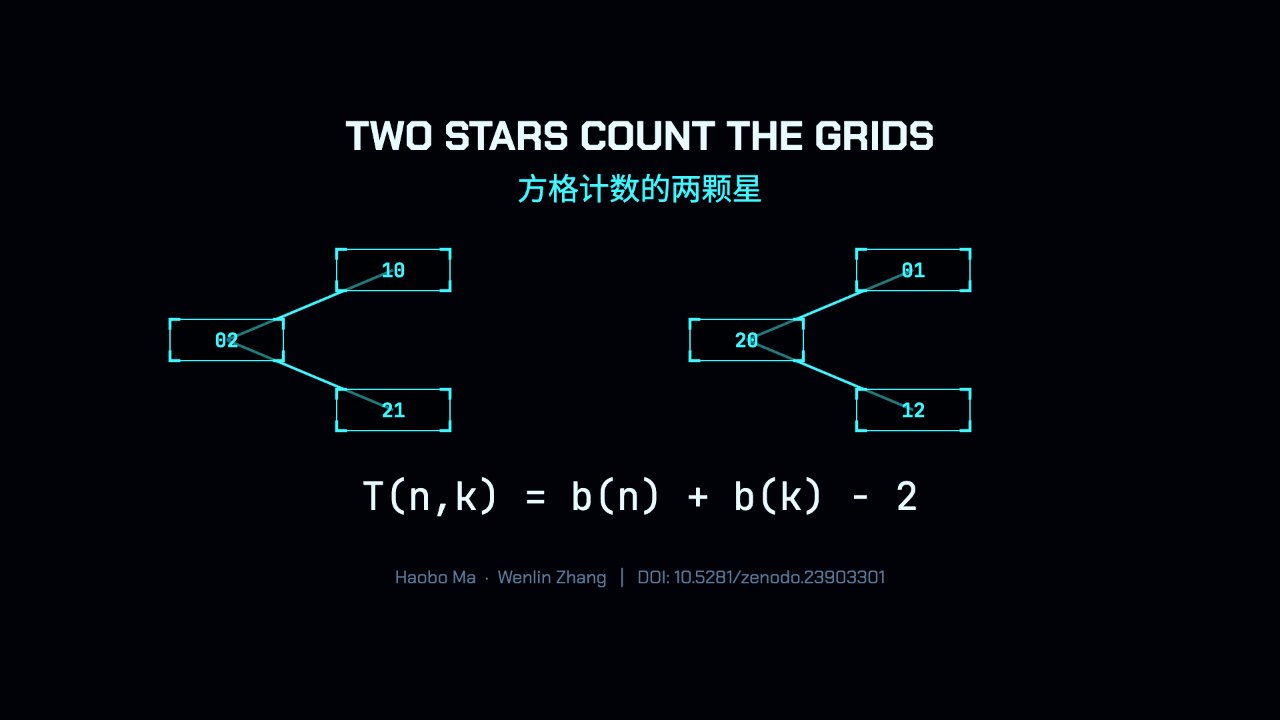 TWO STARS COUNT THE GRIDS
方格计数的两颗星
10
01
02
20
21
12
T(n,k) = b(n) + b(k) - 2
Haobo Ma · Wenlin Zhang | DOI: 10.5281/zenodo.23903301